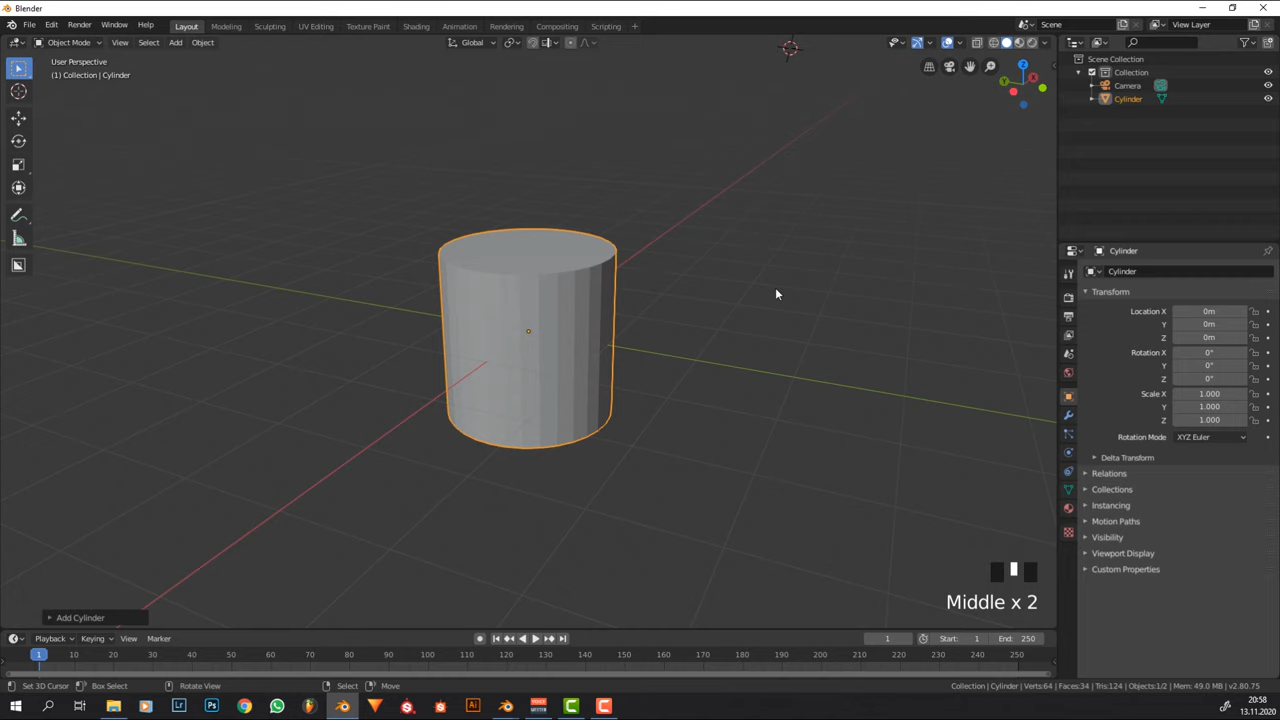 Blender
File Edit Render Window Help
Layout Modeling Sculpting UV Editing Texture Paint Shading Animation Rendering Compositing Scripting +
Scene
View Layer
Object Mode View Select Add Object
Global
User Perspective
(1) Collection | Cylinder
Z
X
Y
Scene Collection
Collection
Camera
Cylinder
Cylinder
Cylinder
Transform
Location X 0m
Y 0m
Z 0m
Rotation X 0°
Y 0°
Z 0°
Scale X 1.000
Y 1.000
Z 1.000
Rotation Mode XYZ Euler
Delta Transform
Relations
Collections
Instancing
Motion Paths
Visibility
Viewport Display
Custom Properties
Middle x 2
Add Cylinder
Playback Keying View Marker
1 Start: 1 End: 250
1 10 20 30 40 50 60 70 80 90 100 110 120 130 140 150 160 170 180 190 200 210 220 230 240 250
Set 3D Cursor Box Select Rotate View Select Move
Collection | Cylinder | Verts:64 | Faces:34 | Tris:124 | Objects:1/2 | Mem: 49.0 MB | v2.80.75
Lr
Ps
Ai
20:58
13.11.2020